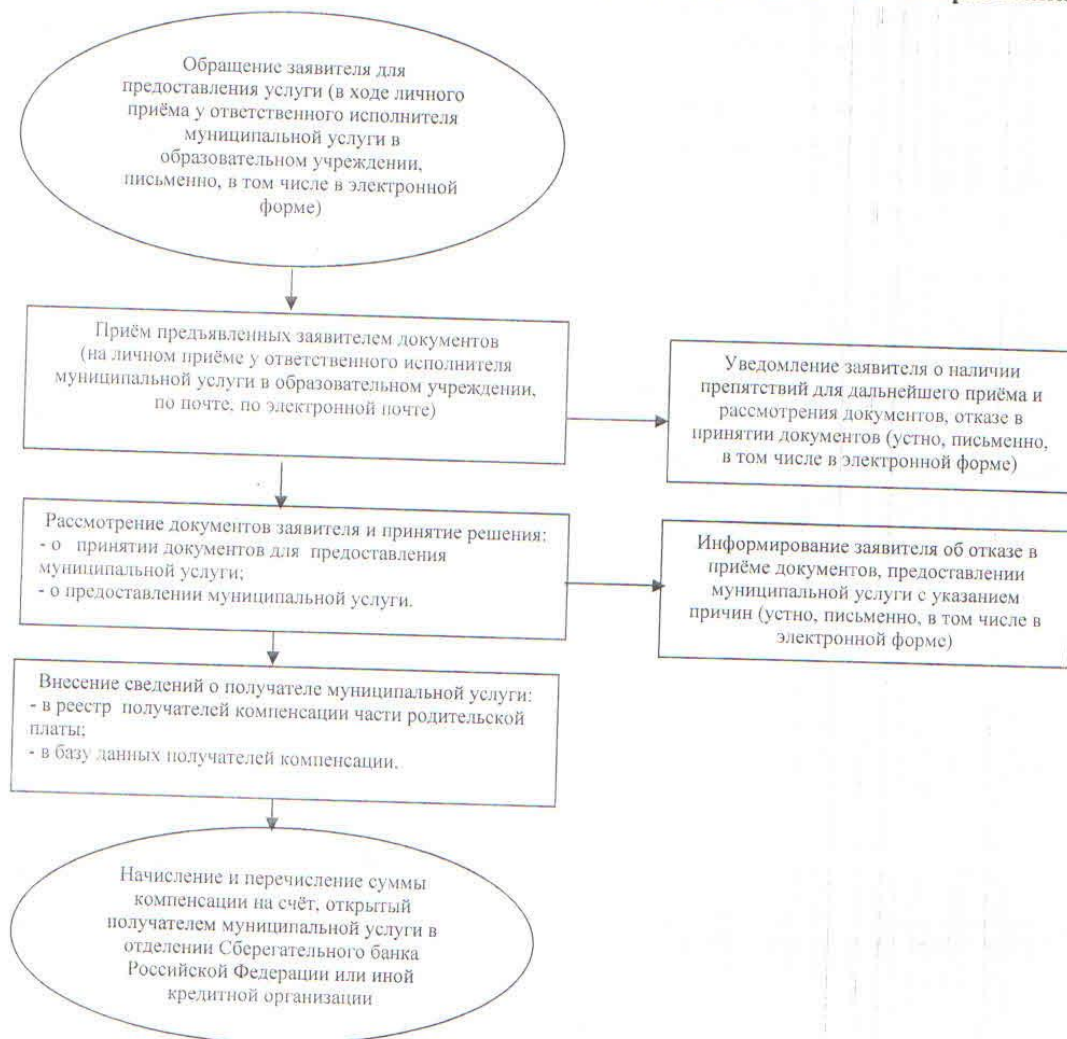 Обращение заявителя для
предоставления услуги (в ходе личного
приёма у ответственного исполнителя
муниципальной услуги в
образовательном учреждении,
письменно, в том числе в электронной
форме)
Приём предъявленных заявителем документов
(на личном приёме у ответственного исполнителя
муниципальной услуги в образовательном учреждении,
по почте, по электронной почте)
Уведомление заявителя о наличии
препятствий для дальнейшего приёма и
рассмотрения документов, отказе в
принятии документов (устно, письменно,
в том числе в электронной форме)
Рассмотрение документов заявителя и принятие решения:
- о принятии документов для предоставления
муниципальной услуги;
- о предоставлении муниципальной услуги.
Информирование заявителя об отказе в
приёме документов, предоставлении
муниципальной услуги с указанием
причин (устно, письменно, в том числе в
электронной форме)
Внесение сведений о получателе муниципальной услуги:
- в реестр получателей компенсации части родительской
платы;
- в базу данных получателей компенсации.
Начисление и перечисление суммы
компенсации на счёт, открытый
получателем муниципальной услуги в
отделении Сберегательного банка
Российской Федерации или иной
кредитной организации